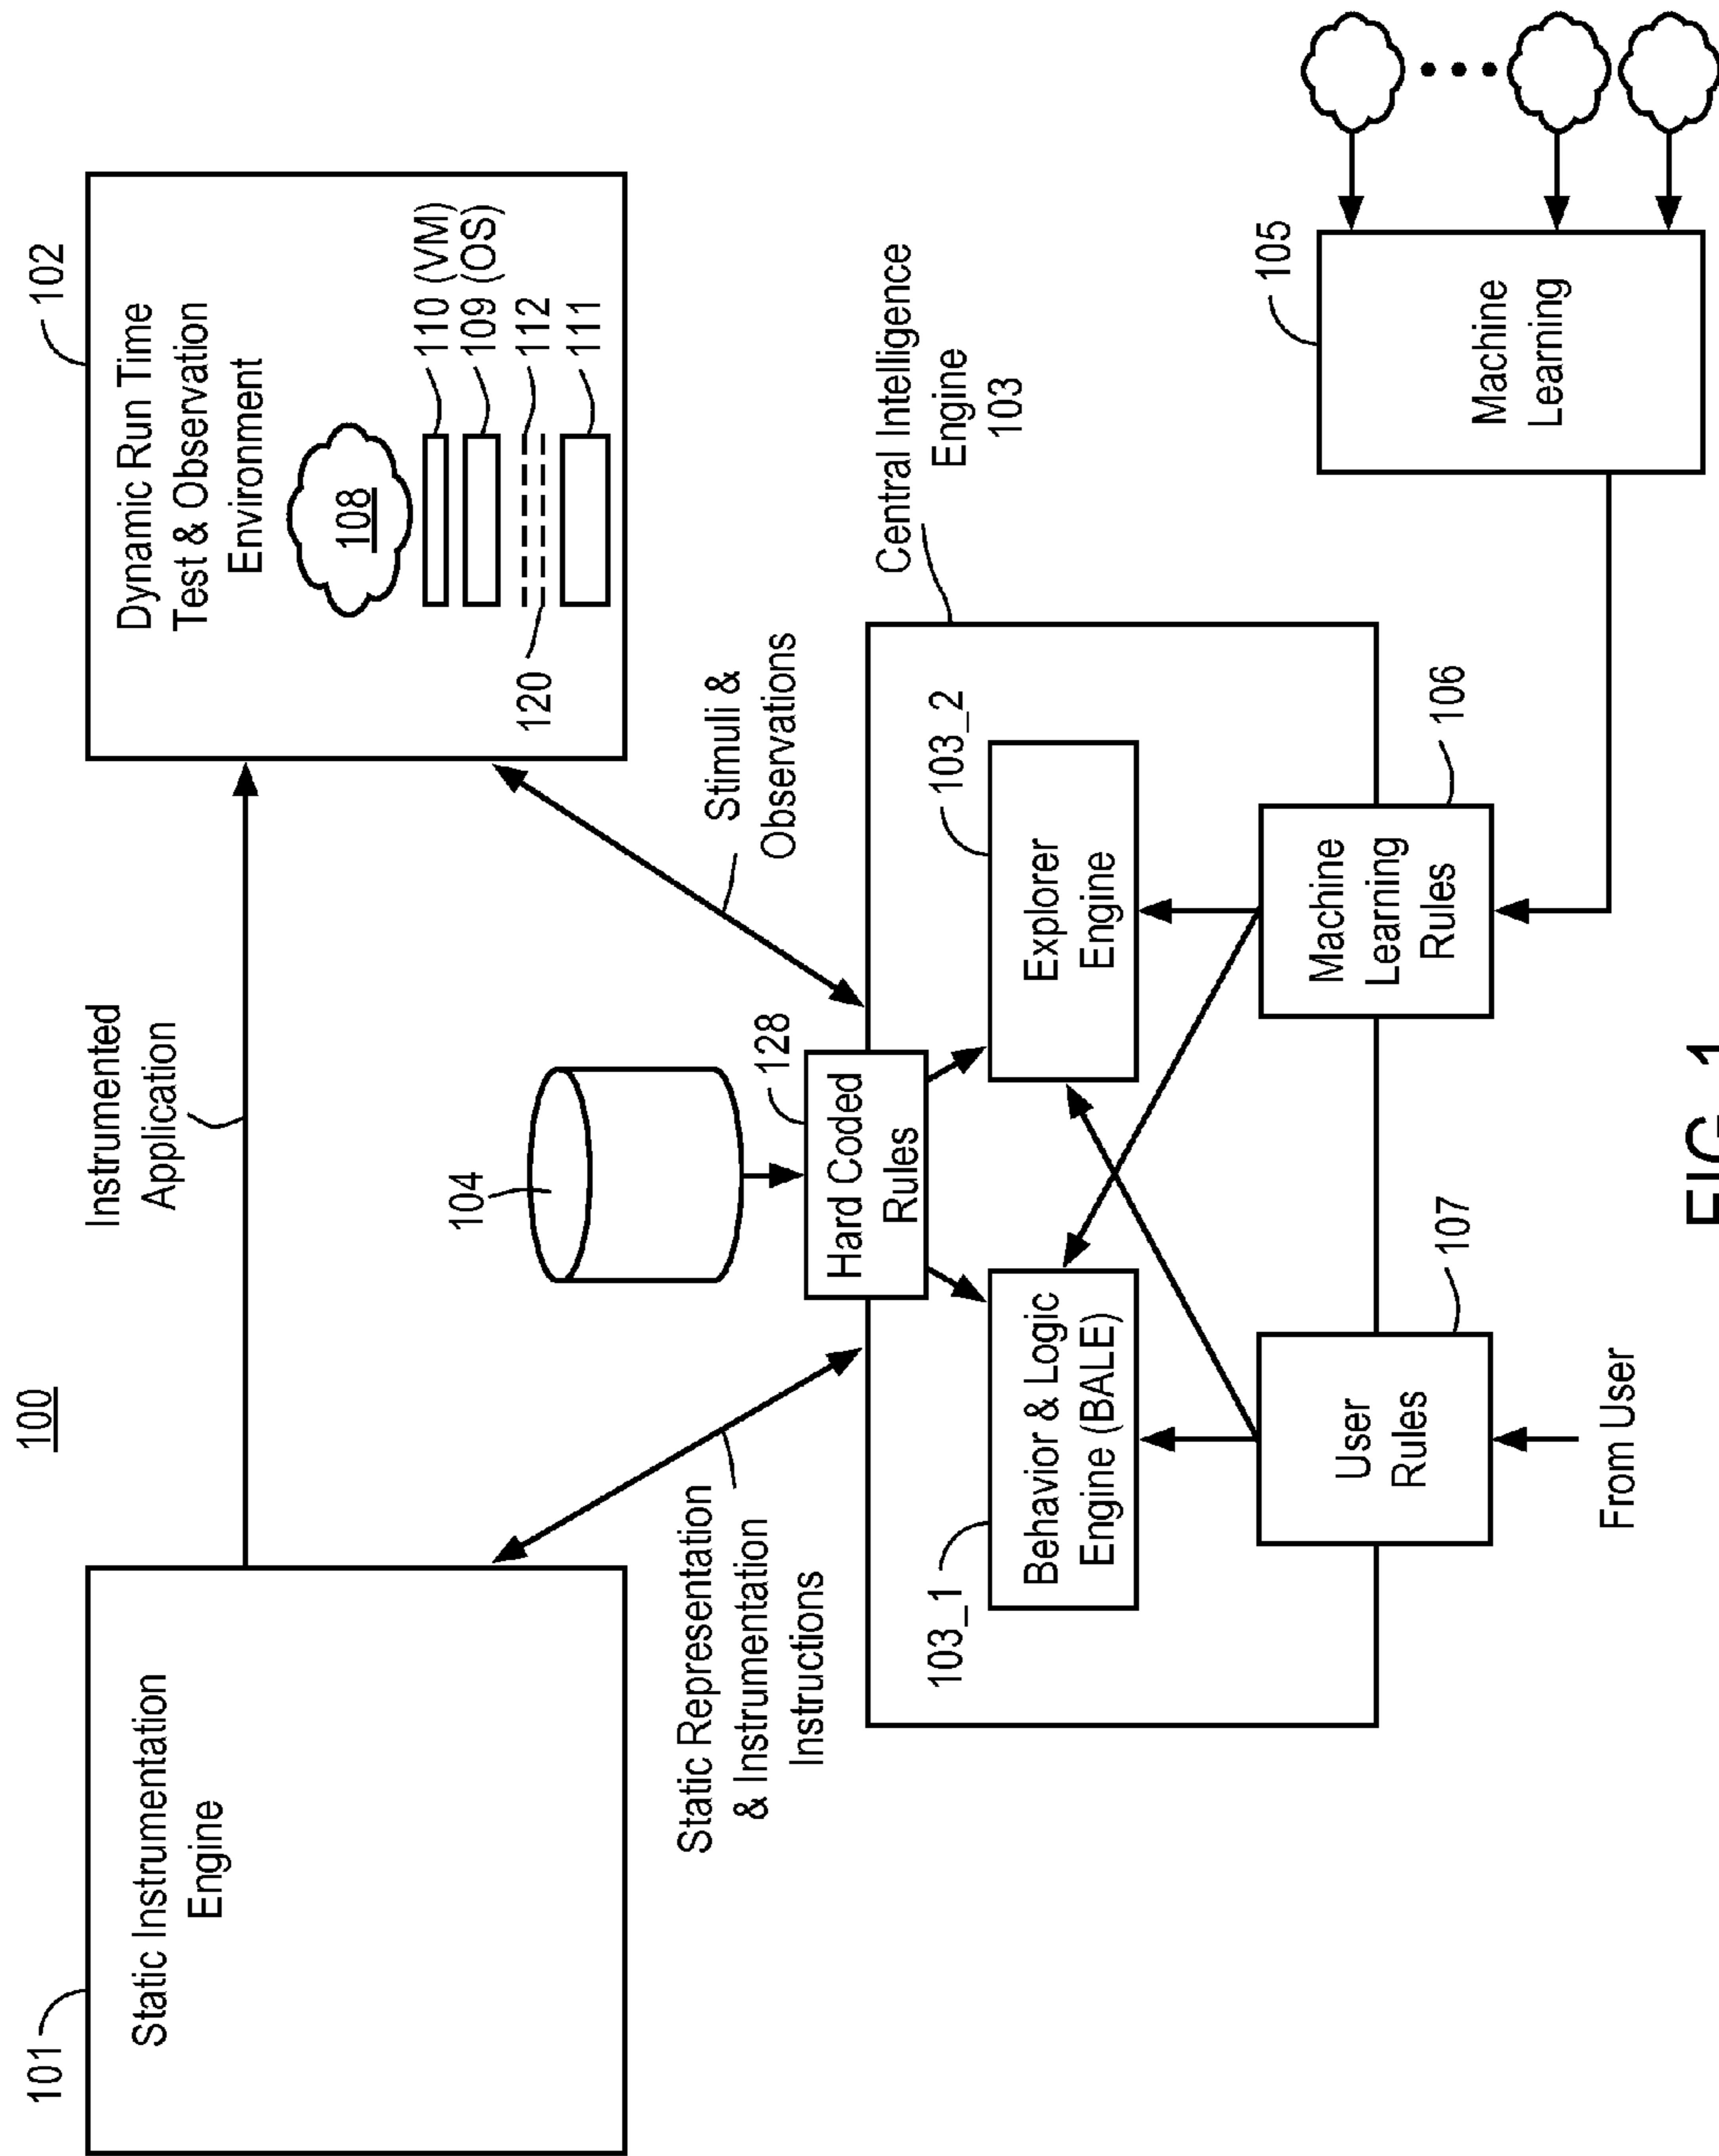 100
101
Static Instrumentation
Engine
Instrumented
Application
102
Dynamic Run Time
Test & Observation
Environment
108
110 (VM)
109 (OS)
112
111
120
Static Representation
& Instrumentation
Instructions
104
128
Hard Coded
Rules
Stimuli &
Observations
Central Intelligence
Engine
103
103_1
Behavior & Logic
Engine (BALE)
103_2
Explorer
Engine
107
User
Rules
From User
106
Machine
Learning
Rules
105
Machine
Learning
FIG. 1